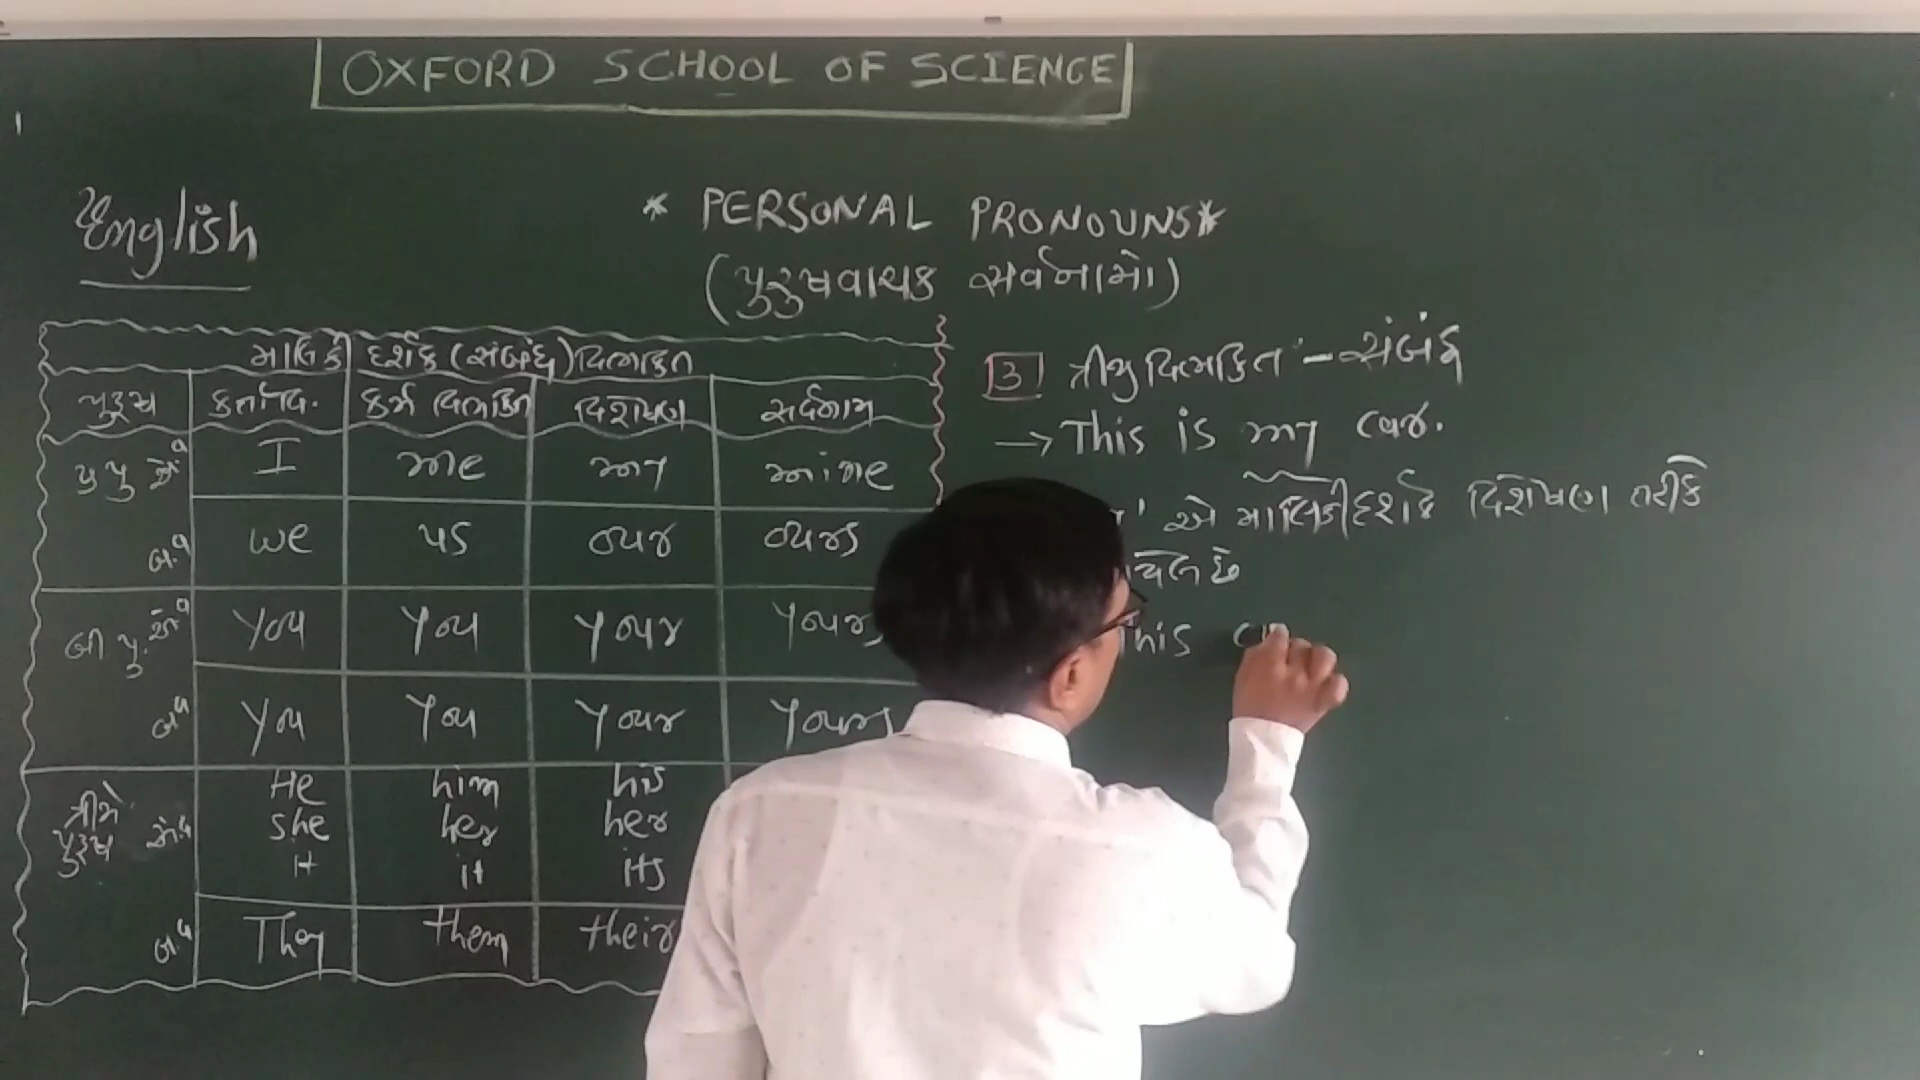 OXFORD SCHOOL OF SCIENCE
English
* PERSONAL PRONOUNS *
(પુરુષવાચક સર્વનામો)
માલિકીદર્શક (સંબંધ) વિભક્તિ
પુરુષ કર્તાવિ. કર્મ વિભક્તિ વિશેષણ સર્વનામ
પ્ર પુ એ.વ I me my mine
બ.વ we us our ours
બી પુ. એ.વ You You Your Yours
બ.વ You You Your Yours
ત્રીજો He him his
પુરુષ એ.વ she her her
it it its
બ.વ They them their
3 ત્રીજી વિભક્તિ - સંબંધ
→ This is my car.
' એ માલિકીદર્શક વિશેષણ તરીકે
This